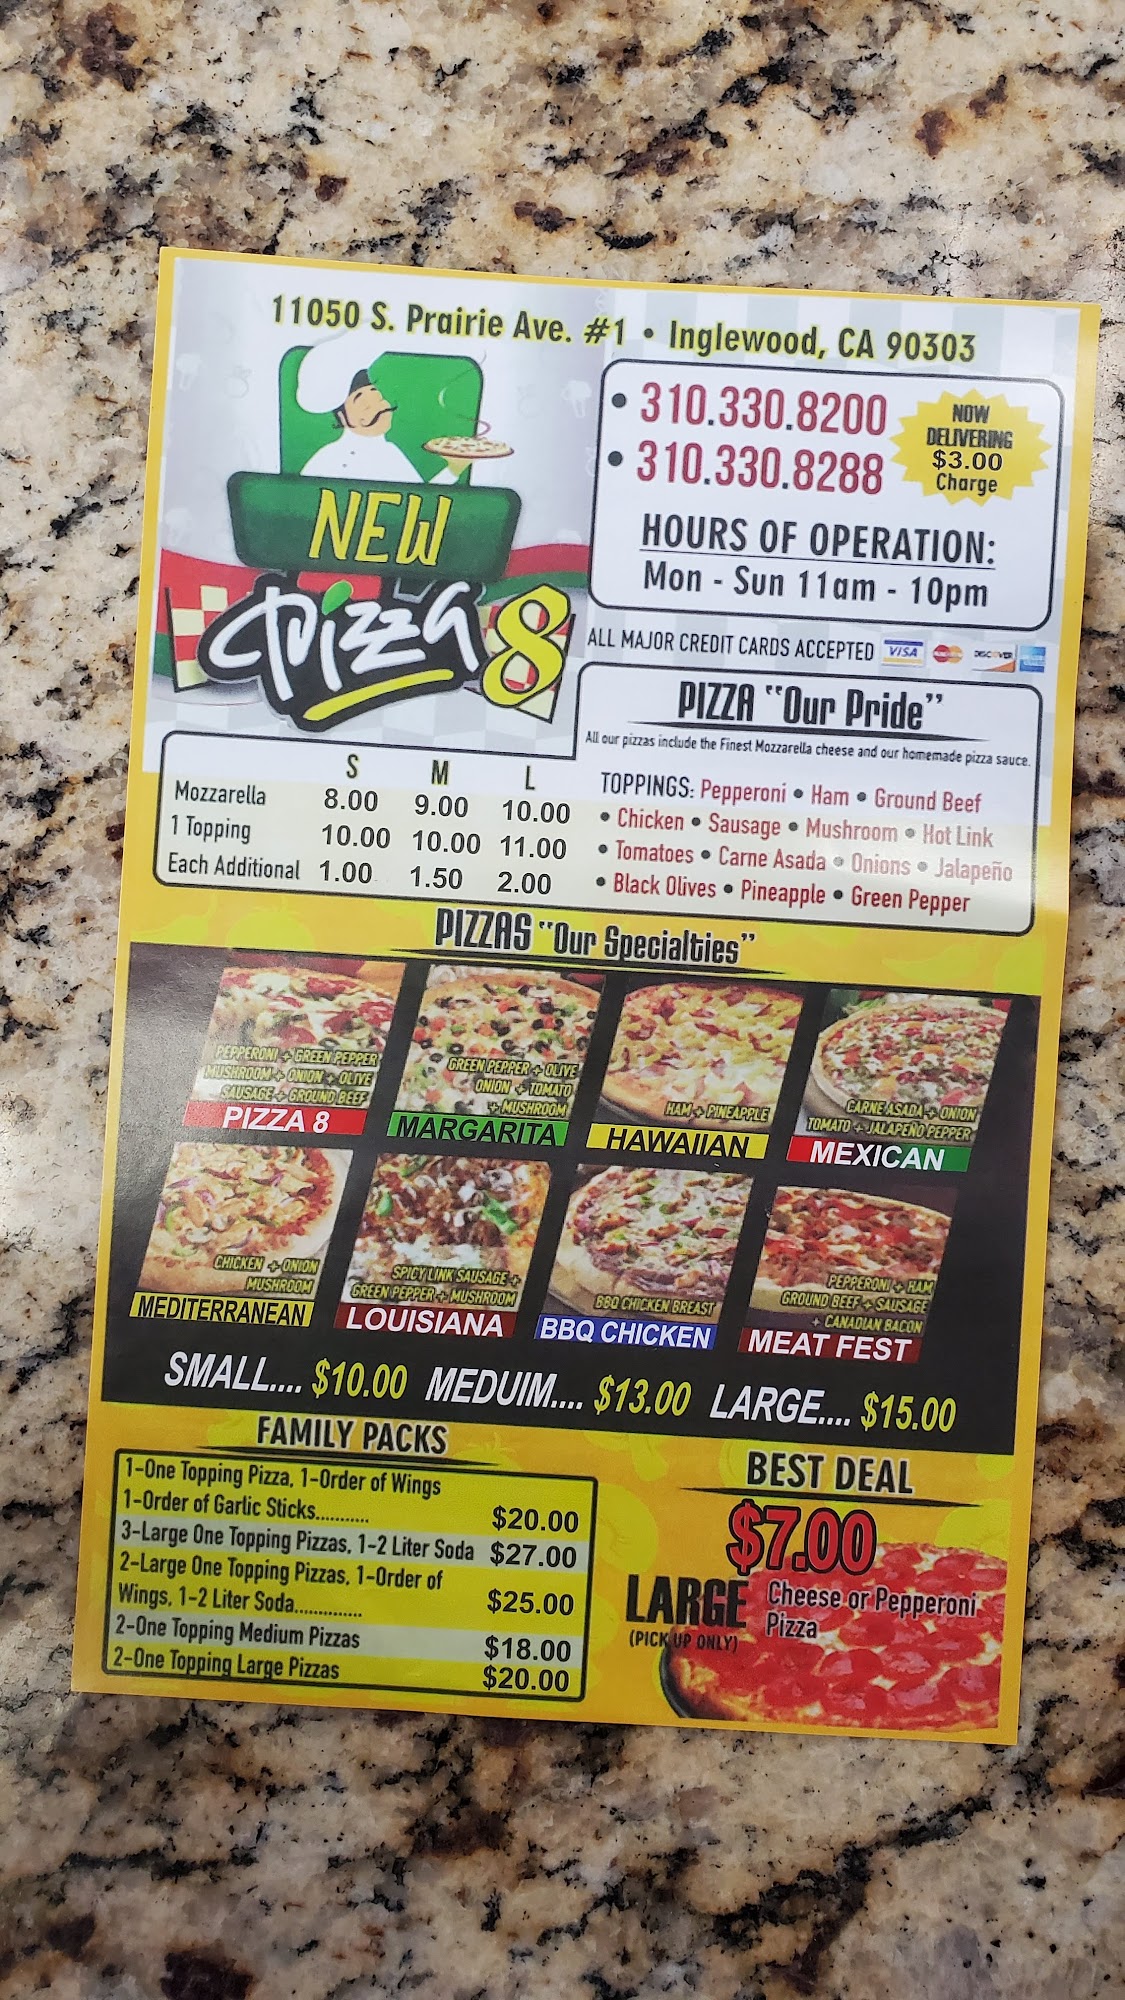 11050 S. Prairie Ave. #1 • Inglewood, CA 90303
NEW
Pizza 8
• 310.330.8200
• 310.330.8288
NOW
DELIVERING
$3.00
Charge
HOURS OF OPERATION:
Mon - Sun 11am - 10pm
ALL MAJOR CREDIT CARDS ACCEPTED VISA DISCOVER
PIZZA "Our Pride"
All our pizzas include the Finest Mozzarella cheese and our homemade pizza sauce.
S M L
Mozzarella 8.00 9.00 10.00
1 Topping 10.00 10.00 11.00
Each Additional 1.00 1.50 2.00
TOPPINGS: Pepperoni • Ham • Ground Beef
• Chicken • Sausage • Mushroom • Hot Link
• Tomatoes • Carne Asada • Onions • Jalapeño
• Black Olives • Pineapple • Green Pepper
PIZZAS "Our Specialties"
PEPPERONI + GREEN PEPPER
MUSHROOM + ONION + OLIVE
SAUSAGE + GROUND BEEF
PIZZA 8
GREEN PEPPER + OLIVE
ONION + TOMATO
+ MUSHROOM
MARGARITA
HAM + PINEAPPLE
HAWAIIAN
CARNE ASADA + ONION
TOMATO + JALAPEÑO PEPPER
MEXICAN
CHICKEN + ONION
MUSHROOM
MEDITERRANEAN
SPICY LINK SAUSAGE +
GREEN PEPPER + MUSHROOM
LOUISIANA
BBQ CHICKEN BREAST
BBQ CHICKEN
PEPPERONI + HAM
GROUND BEEF + SAUSAGE
+ CANADIAN BACON
MEAT FEST
SMALL.... $10.00 MEDUIM.... $13.00 LARGE.... $15.00
FAMILY PACKS
1-One Topping Pizza, 1-Order of Wings
1-Order of Garlic Sticks........... $20.00
3-Large One Topping Pizzas, 1-2 Liter Soda $27.00
2-Large One Topping Pizzas, 1-Order of
Wings, 1-2 Liter Soda.............. $25.00
2-One Topping Medium Pizzas $18.00
2-One Topping Large Pizzas $20.00
BEST DEAL
$7.00
LARGE Cheese or Pepperoni
(PICK UP ONLY) Pizza